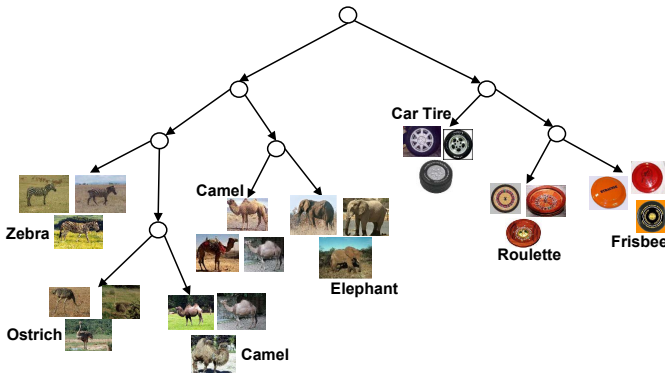 Car Tire
Camel
Zebra
Elephant
Roulette
Frisbee
Ostrich
Camel